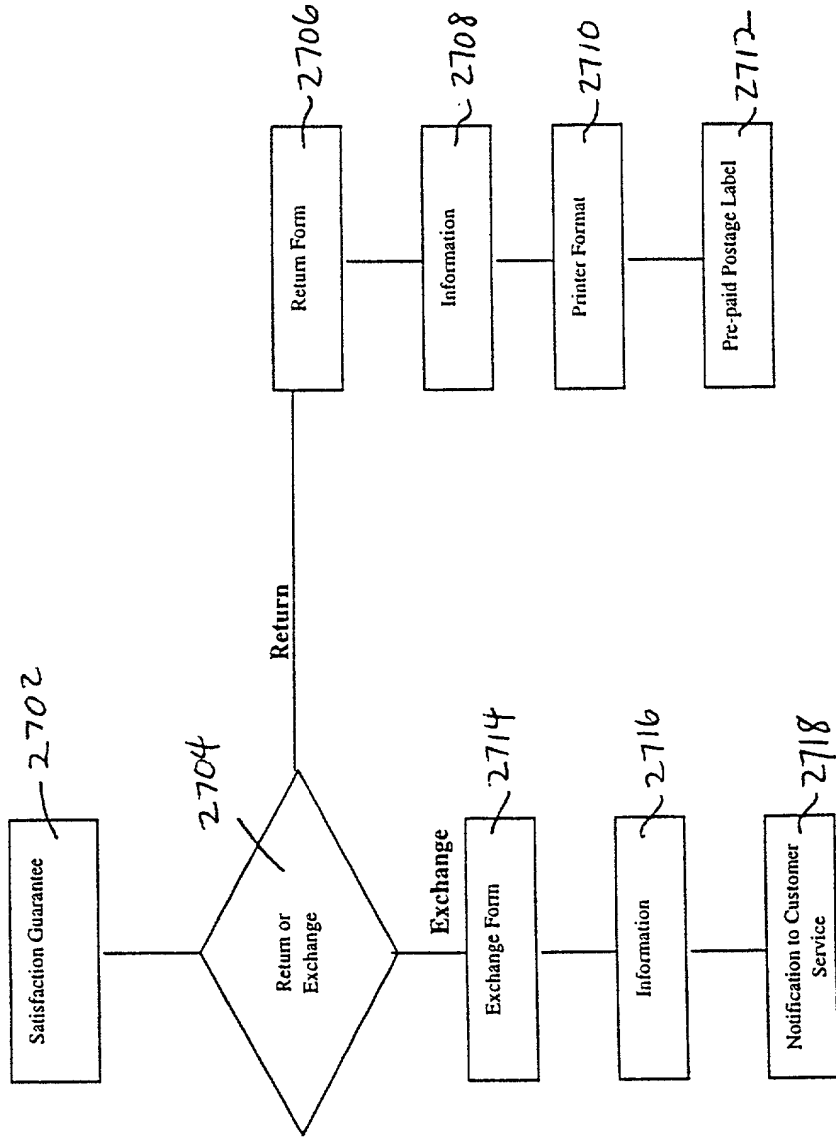 Satisfaction Guarantee
2702
Return or
Exchange
2704
Return
Exchange
Return Form
2706
Information
2708
Printer Format
2710
Pre-paid Postage Label
2712
Exchange Form
2714
Information
2716
Notification to Customer
Service
2718